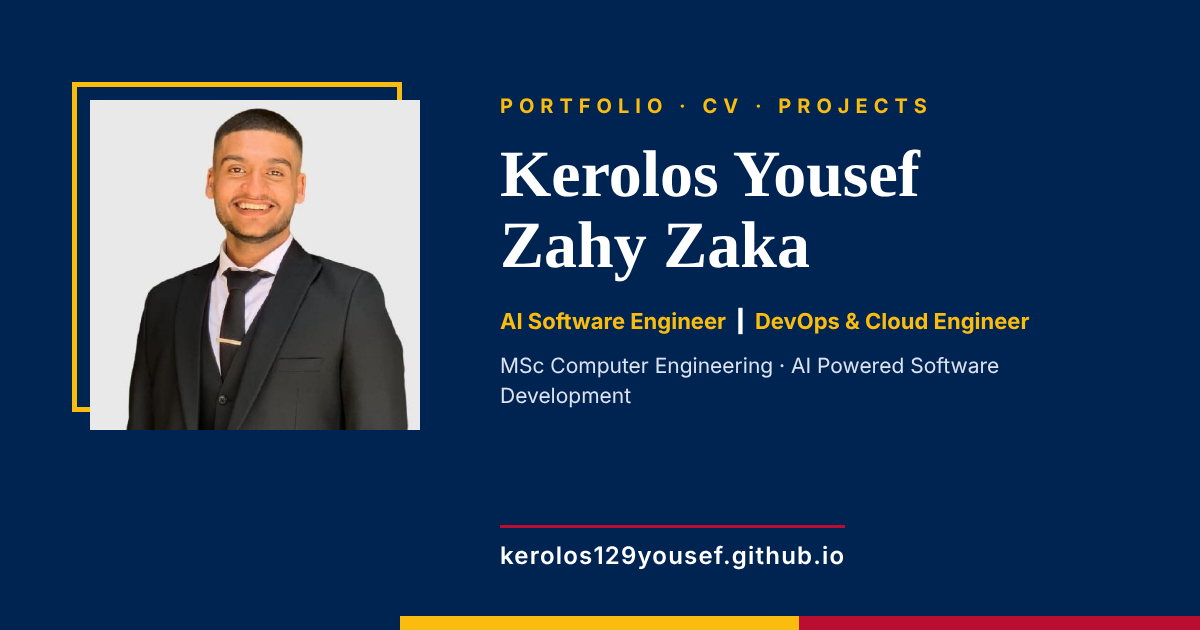 PORTFOLIO · CV · PROJECTS
Kerolos Yousef
Zahy Zaka
AI Software Engineer | DevOps & Cloud Engineer
MSc Computer Engineering · AI Powered Software
Development
kerolos129yousef.github.io